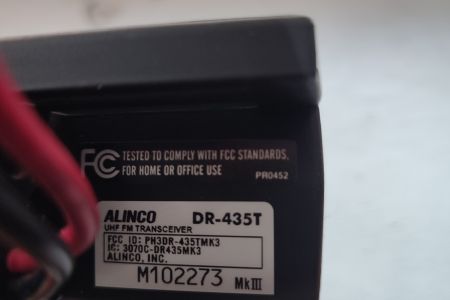 FC TESTED TO COMPLY WITH FCC STANDARDS.
FOR HOME OR OFFICE USE
PR0452
ALINCO DR-435T
UHF FM TRANSCEIVER
FCC ID: PH3DR-435TMK3
IC: 3070C-DR435MK3
ALINCO, INC.
M102273 MkIII